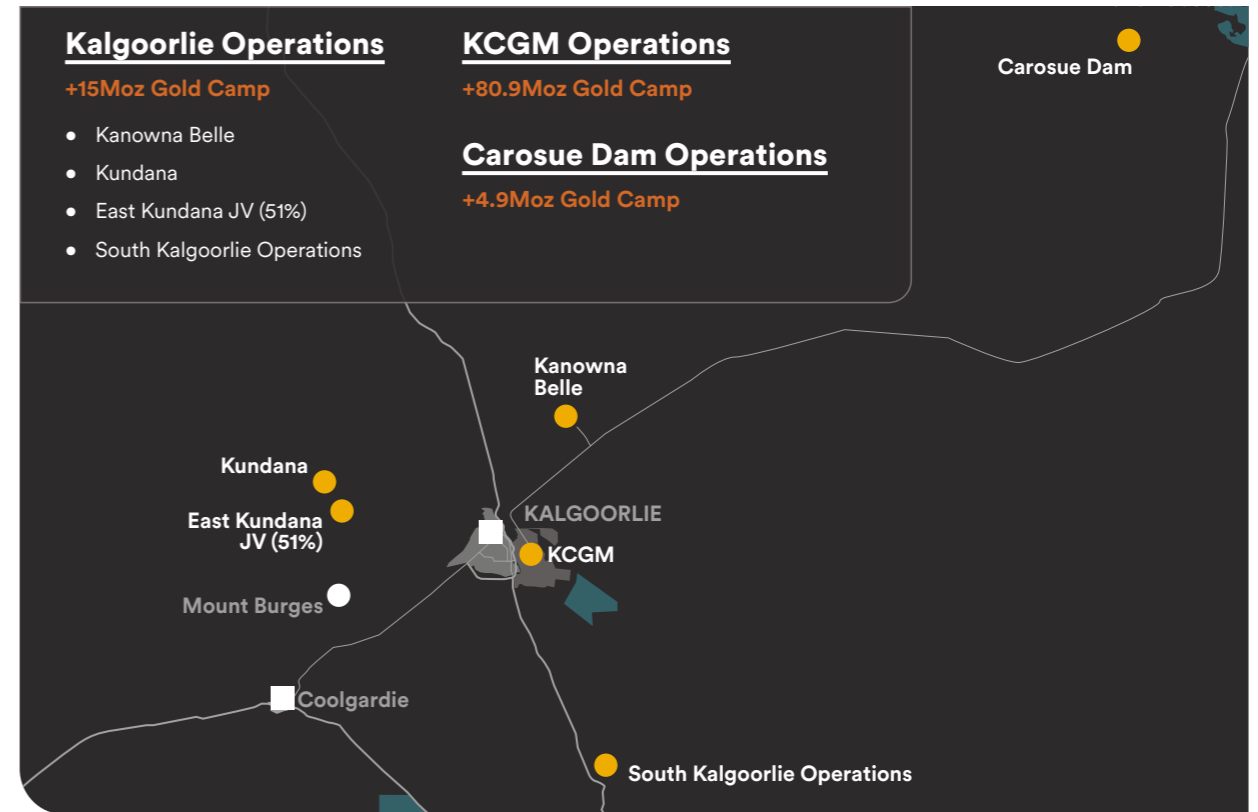 Kalgoorlie Operations
+15Moz Gold Camp
● Kanowna Belle
● Kundana
● East Kundana JV (51%)
● South Kalgoorlie Operations
KCGM Operations
+80.9Moz Gold Camp
Carosue Dam Operations
+4.9Moz Gold Camp
Carosue Dam
Kanowna
Belle
Kundana
East Kundana
JV (51%)
KALGOORLIE
KCGM
Mount Burges
Coolgardie
South Kalgoorlie Operations